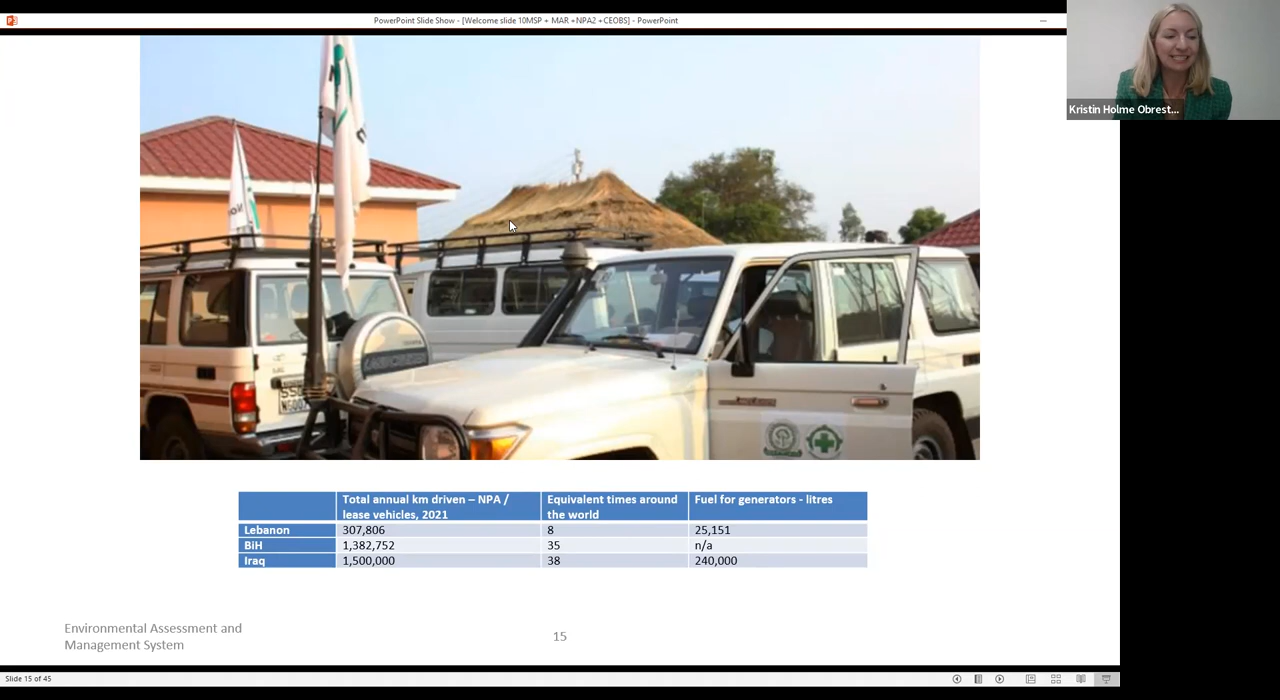 PowerPoint Slide Show - [Welcome slide 10MSP + MAR +NPA2 +CEOBS] - PowerPoint
Kristin Holme Obrest...
Total annual km driven – NPA / lease vehicles, 2021
Equivalent times around the world
Fuel for generators - litres
Lebanon 307,806 8 25,151
BiH 1,382,752 35 n/a
Iraq 1,500,000 38 240,000
Environmental Assessment and
Management System
15
Slide 15 of 45